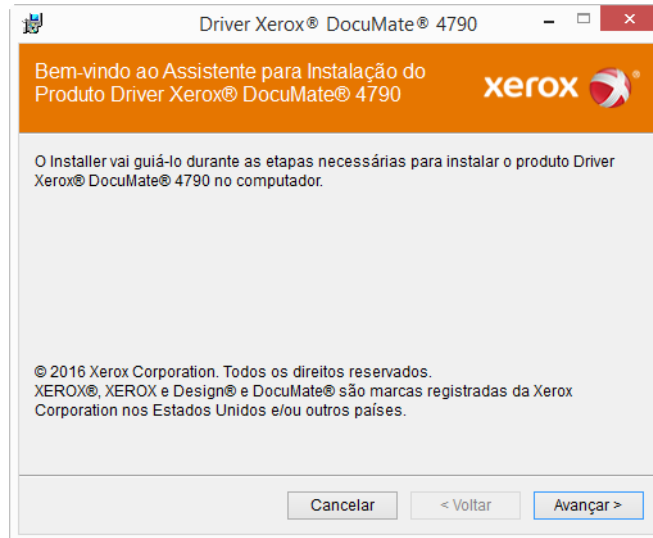 Driver Xerox® DocuMate® 4790
Bem-vindo ao Assistente para Instalação do
Produto Driver Xerox® DocuMate® 4790
xerox®
O Installer vai guiá-lo durante as etapas necessárias para instalar o produto Driver
Xerox® DocuMate® 4790 no computador.
© 2016 Xerox Corporation. Todos os direitos reservados.
XEROX®, XEROX e Design® e DocuMate® são marcas registradas da Xerox
Corporation nos Estados Unidos e/ou outros países.
Cancelar < Voltar Avançar >